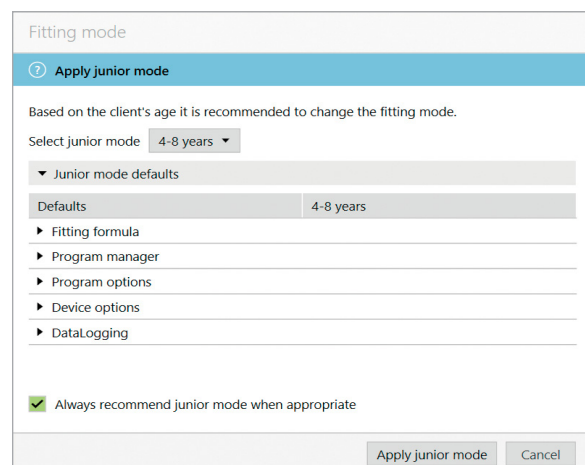 Fitting mode
? Apply junior mode
Based on the client's age it is recommended to change the fitting mode.
Select junior mode 4-8 years
Junior mode defaults
Defaults 4-8 years
Fitting formula
Program manager
Program options
Device options
DataLogging
Always recommend junior mode when appropriate
Apply junior mode Cancel